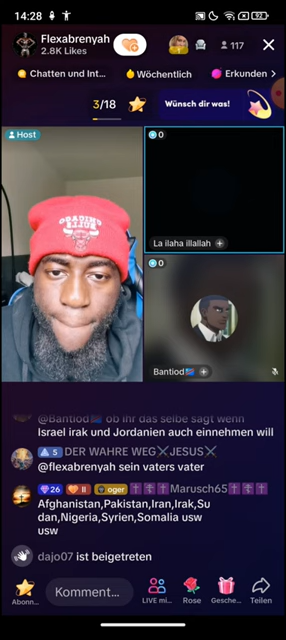 14:28
92
Flexabrenyah
2.8K Likes
117
Chatten und Int...
Wöchentlich
Erkunden
3/18
Wünsch dir was!
Host
0
La ilaha illallah
0
Bantiod
@Bantiod ob ihr das selbe sagt wenn
Israel irak und Jordanien auch einnehmen will
5 DER WAHRE WEG⚔JESUS⚔
@flexabrenyah sein vaters vater
26 II oger Marusch65
Afghanistan,Pakistan,Iran,Irak,Su
dan,Nigeria,Syrien,Somalia usw
usw
dajo07 ist beigetreten
Abonn...
Kommentar...
LIVE mi...
Rose
Gesche...
Teilen